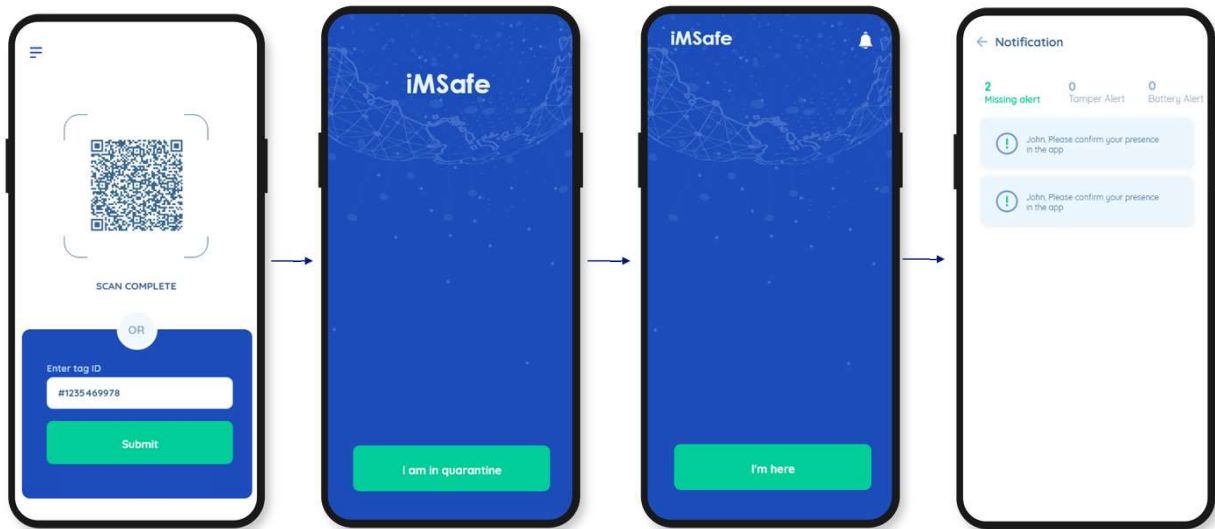 SCAN COMPLETE
OR
Enter tag ID
#1235469978
Submit
iMSafe
I am in quarantine
iMSafe
I'm here
← Notification
2 0 0
Missing alert Tamper Alert Battery Alert
John, Please confirm your presence
in the app
John, Please confirm your presence
in the app